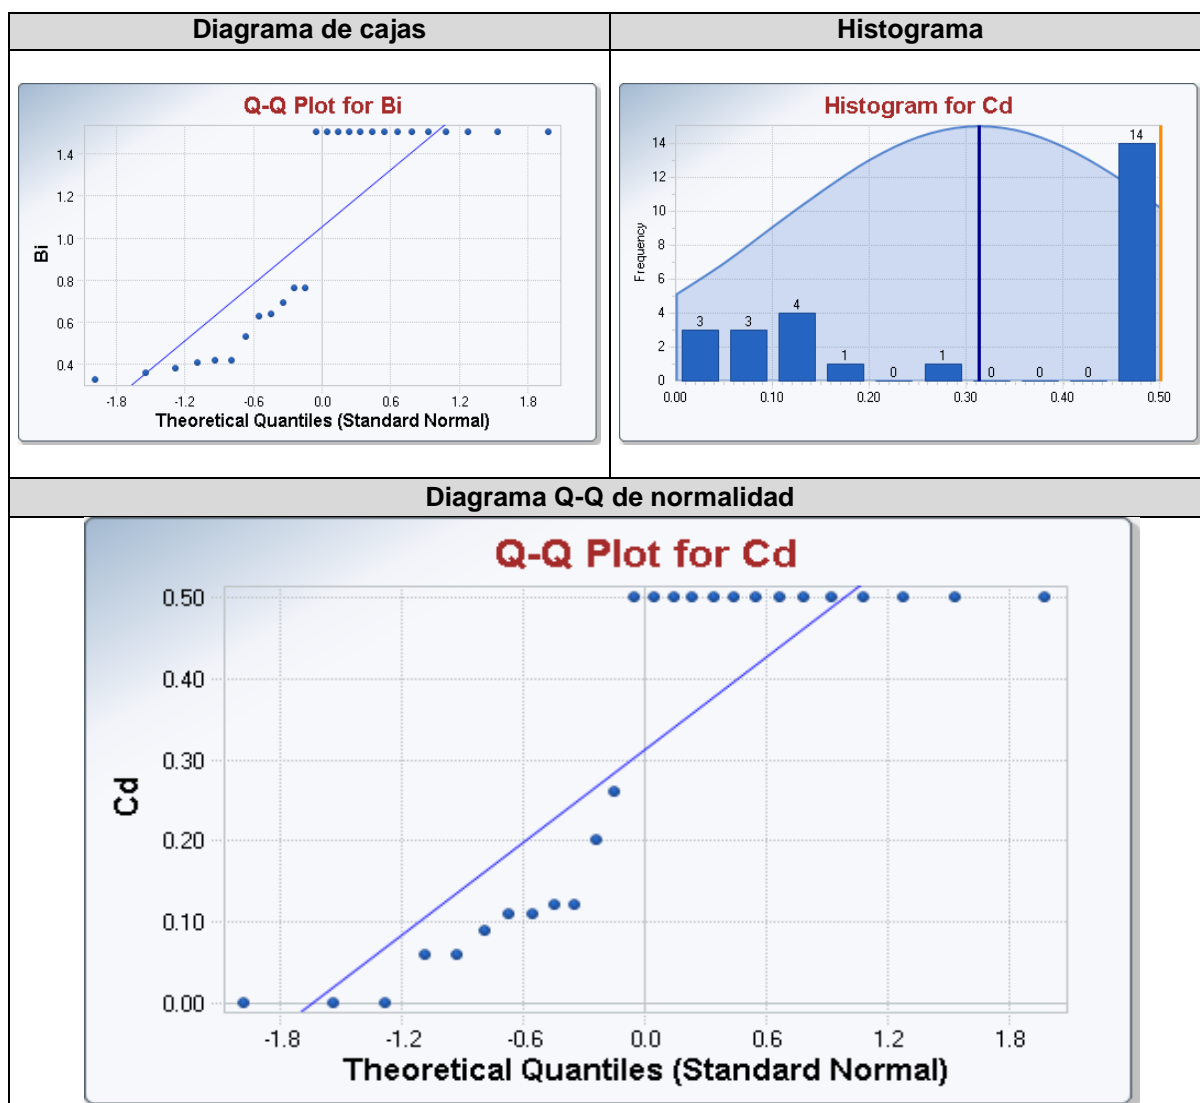 Diagrama de cajas
Histograma
Q-Q Plot for Bi
Bi
1.4
1.2
1.0
0.8
0.6
0.4
-1.8 -1.2 -0.6 0.0 0.6 1.2 1.8
Theoretical Quantiles (Standard Normal)
Histogram for Cd
Frequency
14
12
10
8
6
4
2
0
3 3 4 1 0 1 0 0 0 14
0.00 0.10 0.20 0.30 0.40 0.50
Diagrama Q-Q de normalidad
Q-Q Plot for Cd
Cd
0.50
0.40
0.30
0.20
0.10
0.00
-1.8 -1.2 -0.6 0.0 0.6 1.2 1.8
Theoretical Quantiles (Standard Normal)